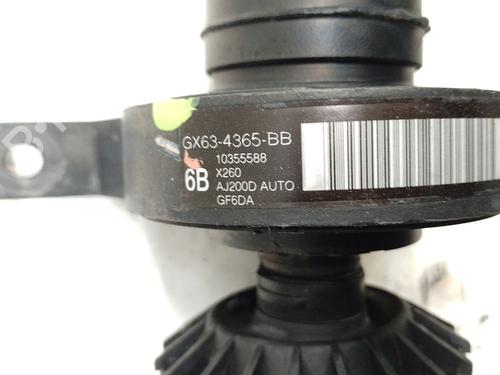 GX63-4365-BB
10355588
6B X260
AJ200D AUTO
GF6DA